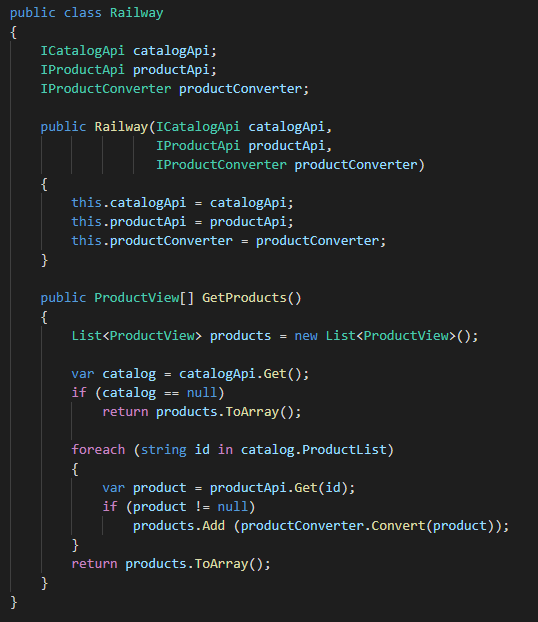 public class Railway
{
    ICatalogApi catalogApi;
    IProductApi productApi;
    IProductConverter productConverter;

    public Railway(ICatalogApi catalogApi,
                   IProductApi productApi,
                   IProductConverter productConverter)
    {
        this.catalogApi = catalogApi;
        this.productApi = productApi;
        this.productConverter = productConverter;
    }

    public ProductView[] GetProducts()
    {
        List<ProductView> products = new List<ProductView>();

        var catalog = catalogApi.Get();
        if (catalog == null)
            return products.ToArray();

        foreach (string id in catalog.ProductList)
        {
            var product = productApi.Get(id);
            if (product != null)
                products.Add (productConverter.Convert(product));
        }
        return products.ToArray();
    }
}